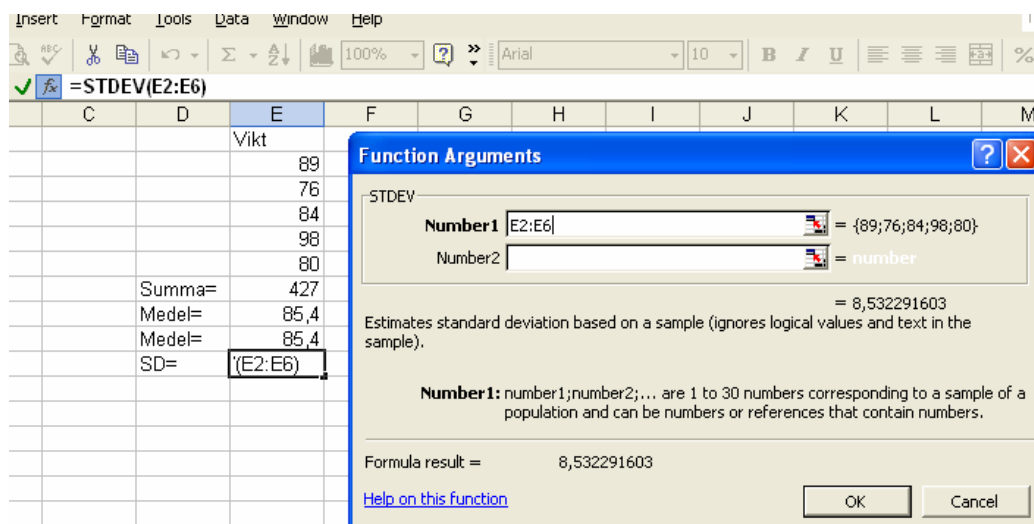 Insert Format Tools Data Window Help
ABC Σ 100% Arial 10 B I U %
fx =STDEV(E2:E6)
C D E F G H I J K L M
Vikt
89
76
84
98
80
Summa= 427
Medel= 85,4
Medel= 85,4
SD= (E2:E6)
Function Arguments
STDEV
Number1 E2:E6 = {89;76;84;98;80}
Number2 = number
= 8,532291603
Estimates standard deviation based on a sample (ignores logical values and text in the
sample).
Number1: number1;number2;... are 1 to 30 numbers corresponding to a sample of a
population and can be numbers or references that contain numbers.
Formula result = 8,532291603
Help on this function OK Cancel